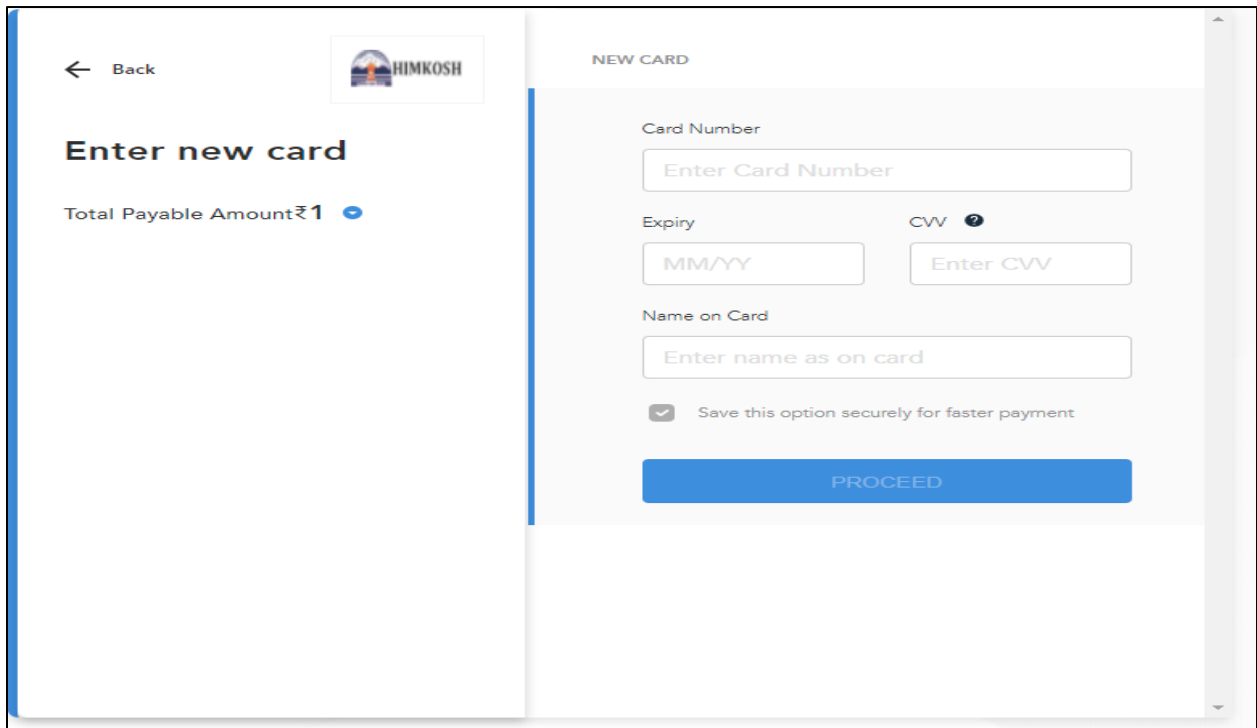 Back
HIMKOSH
Enter new card
Total Payable Amount₹1
NEW CARD
Card Number
Enter Card Number
Expiry
CVV
?
MM/YY
Enter CVV
Name on Card
Enter name as on card
Save this option securely for faster payment
PROCEED